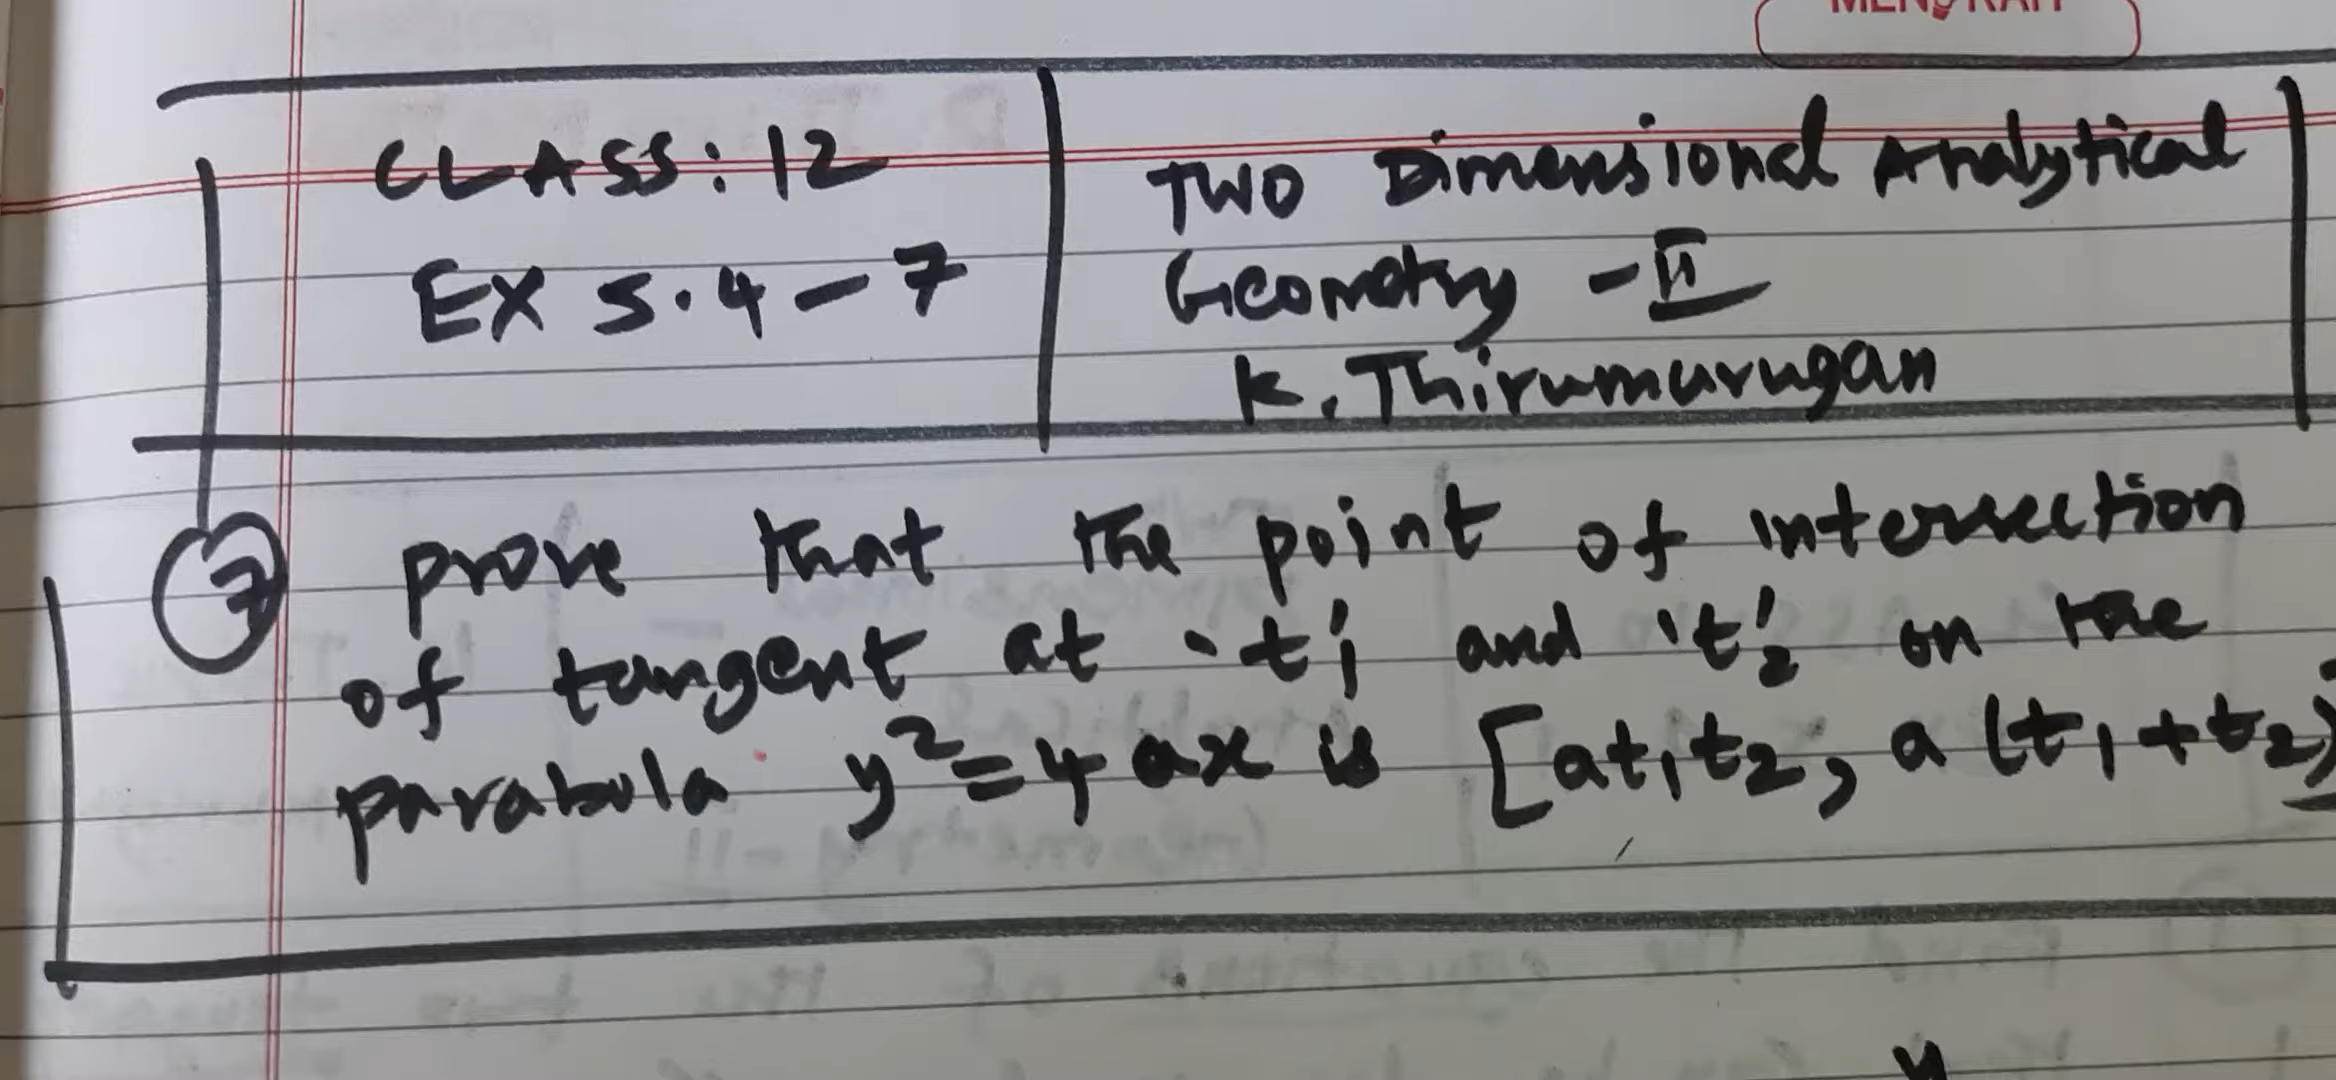 CLASS: 12
EX 5.4-7
TWO Dimensional Analytical
Geometry - II
K. Thirumurugan
7 prove that the point of intersection
of tangent at 't₁' and 't₂' on the
parabola y²=4ax is [at₁t₂, a(t₁+t₂)
y